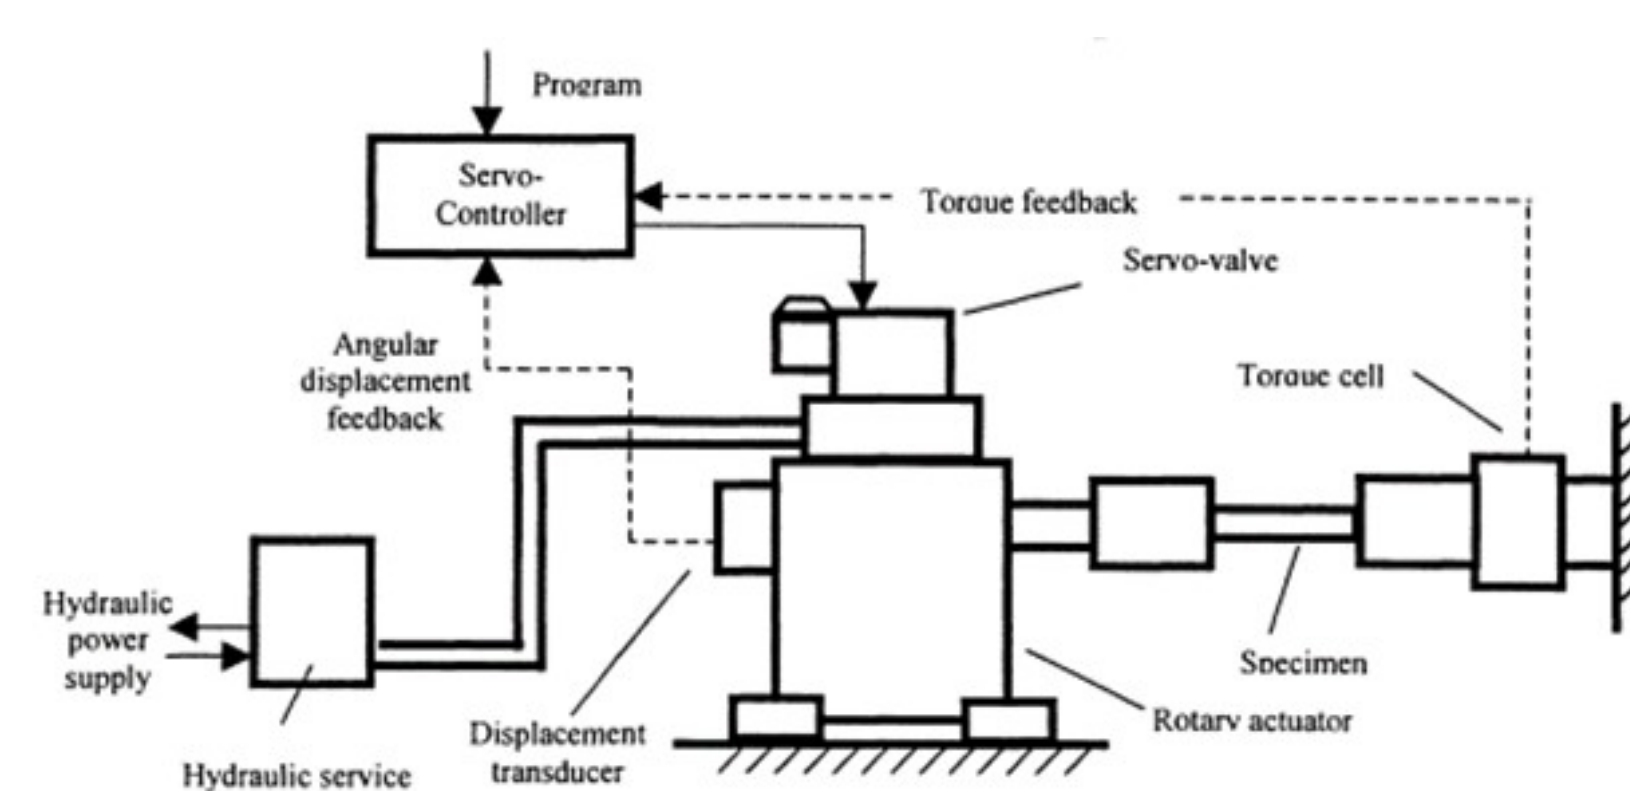 Program
Servo-
Controller
Torque feedback
Servo-valve
Angular
displacement
feedback
Torque cell
Hydraulic
power
supply
Specimen
Rotary actuator
Displacement
transducer
Hydraulic service